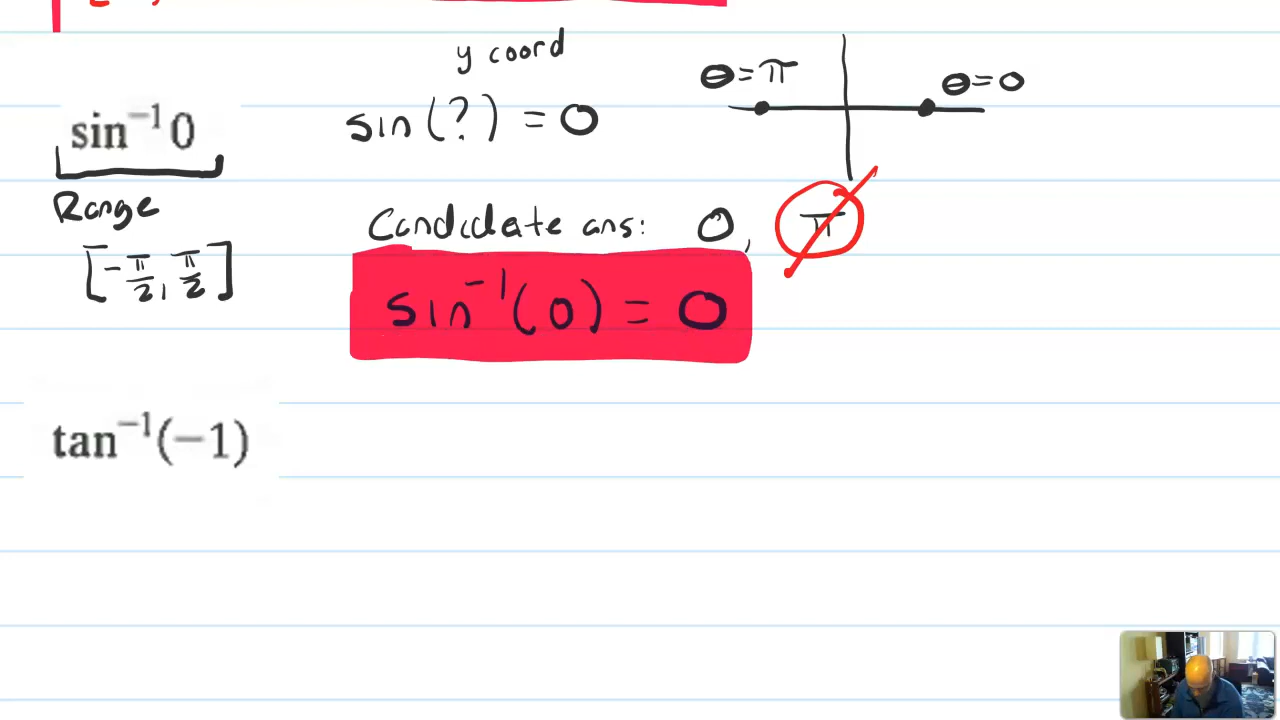 y coord
θ=π
θ=0
sin⁻¹0
sin(?) = 0
Range
Candidate ans: 0, π
[-π/2, π/2]
sin⁻¹(0) = 0
tan⁻¹(−1)